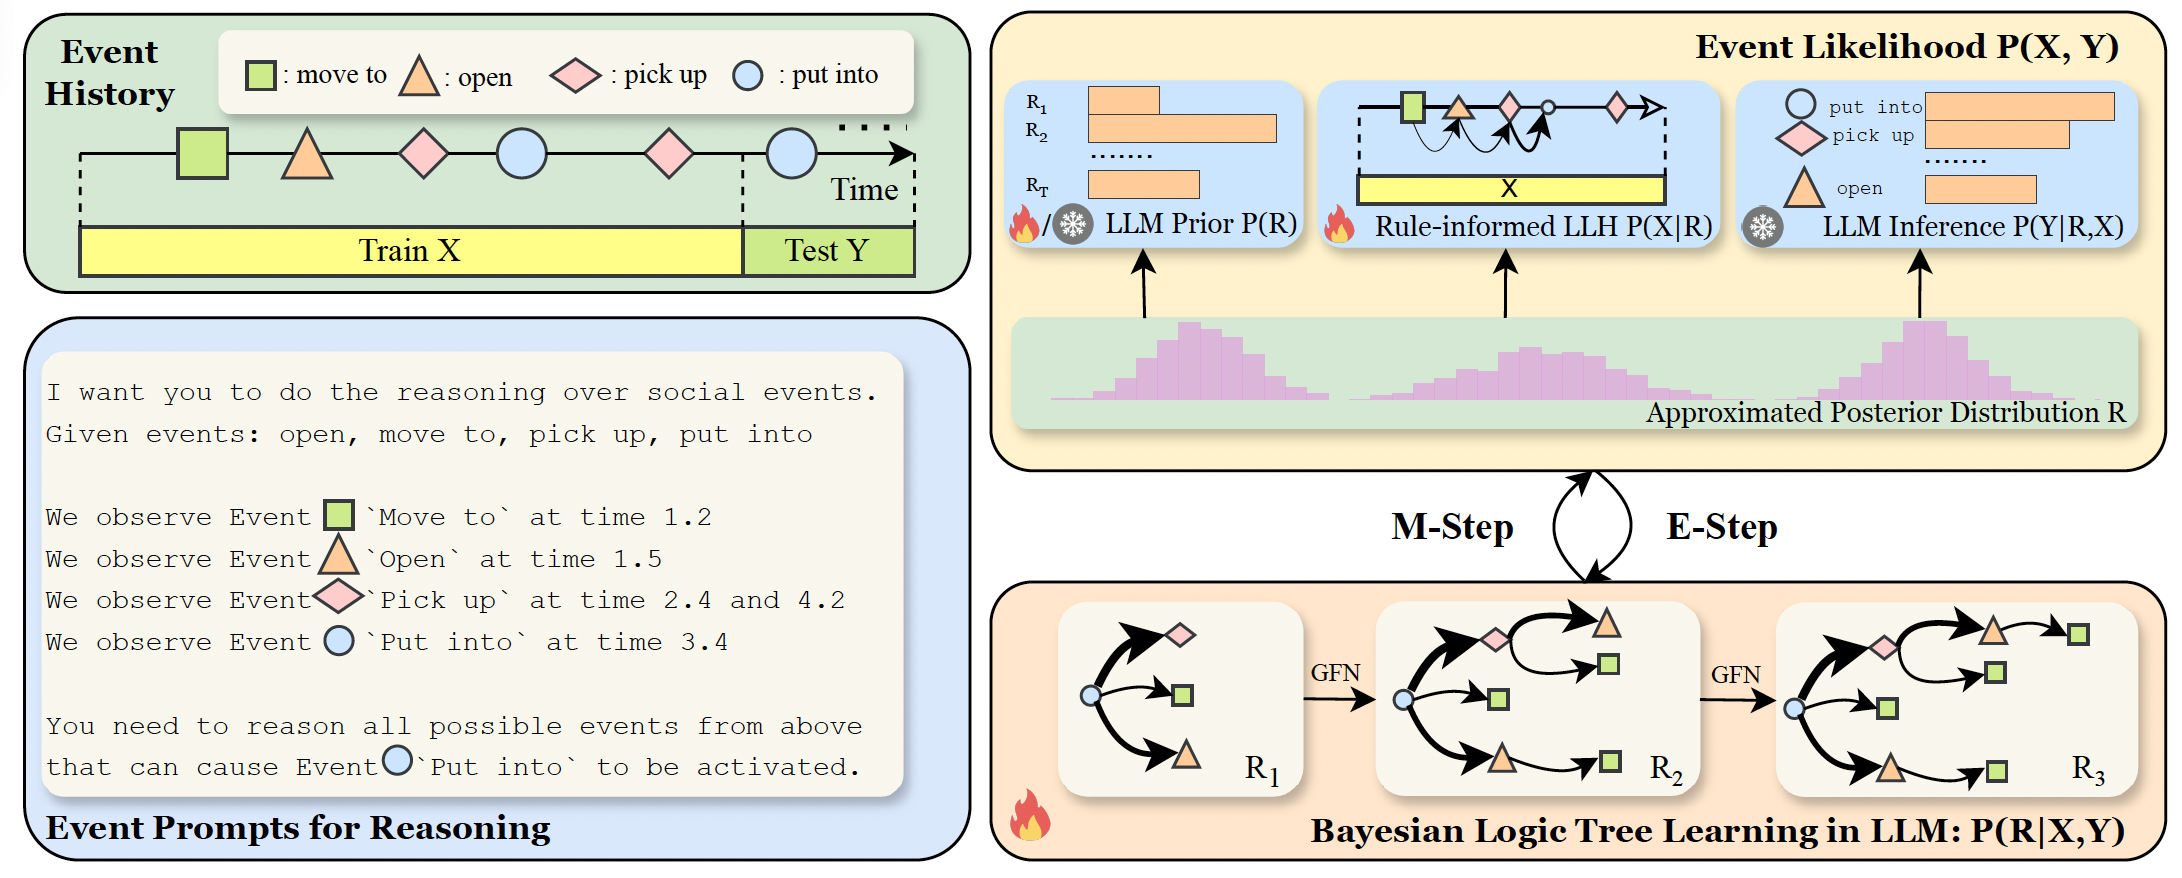 Event
History
: move to
: open
: pick up
: put into
Time
Train X
Test Y
I want you to do the reasoning over social events.
Given events: open, move to, pick up, put into
We observe Event `Move to` at time 1.2
We observe Event `Open` at time 1.5
We observe Event `Pick up` at time 2.4 and 4.2
We observe Event `Put into` at time 3.4
You need to reason all possible events from above
that can cause Event `Put into` to be activated.
Event Prompts for Reasoning
Event Likelihood P(X, Y)
R1
R2
.......
RT
/
LLM Prior P(R)
X
Rule-informed LLH P(X|R)
put into
pick up
.......
open
LLM Inference P(Y|R,X)
Approximated Posterior Distribution R
M-Step
E-Step
R1
GFN
R2
GFN
R3
Bayesian Logic Tree Learning in LLM: P(R|X,Y)